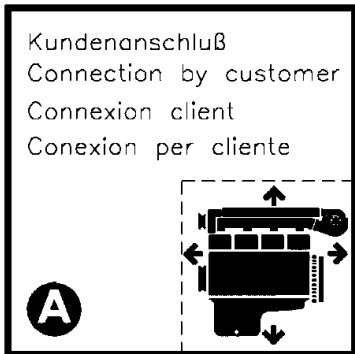 Kundenanschluß
Connection by customer
Connexion client
Conexion per cliente
A